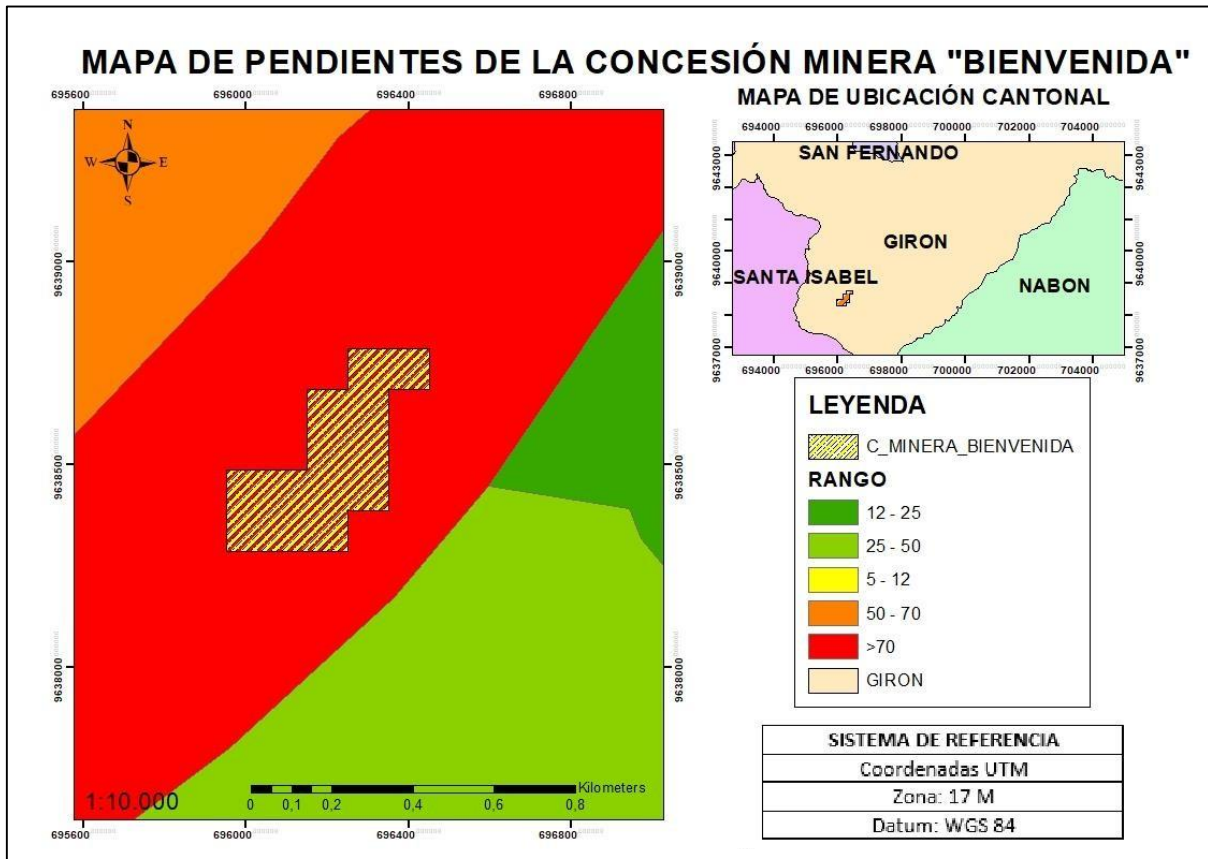 MAPA DE PENDIENTES DE LA CONCESIÓN MINERA "BIENVENIDA"
695600 696000 696400 696800
N
W E
S
9639000 9639000
9638500 9638500
9638000 9638000
1:10.000
Kilometers
0 0,1 0,2 0,4 0,6 0,8
695600 696000 696400 696800
MAPA DE UBICACIÓN CANTONAL
694000 696000 698000 700000 702000 704000
9643000 9643000
SAN FERNANDO
GIRON
9640000 9640000
SANTA ISABEL
NABON
9637000 9637000
694000 696000 698000 700000 702000 704000
LEYENDA
C_MINERA_BIENVENIDA
RANGO
12 - 25
25 - 50
5 - 12
50 - 70
>70
GIRON
SISTEMA DE REFERENCIA
Coordenadas UTM
Zona: 17 M
Datum: WGS 84